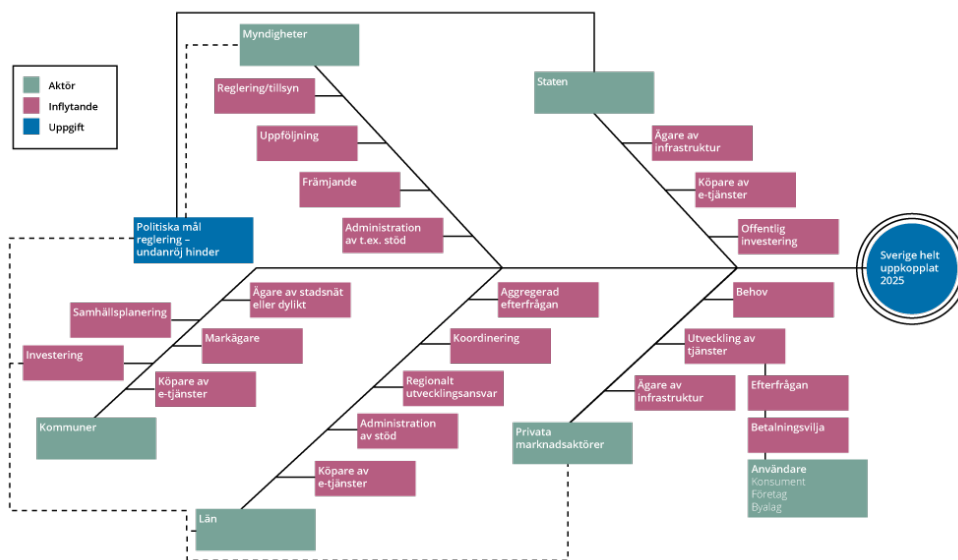 Myndigheter
Staten
Aktör
Inflytande
Uppgift
Reglering/tillsyn
Uppföljning
Främjande
Administration
av t.ex. stöd
Ägare av
infrastruktur
Köpare av
e-tjänster
Offentlig
investering
Politiska mål
reglering –
undanröj hinder
Sverige helt
uppkopplat
2025
Ägare av stadsnät
eller dylikt
Samhällsplanering
Markägare
Investering
Köpare av
e-tjänster
Kommuner
Aggregerad
efterfrågan
Koordinering
Regionalt
utvecklingsansvar
Administration
av stöd
Köpare av
e-tjänster
Län
Behov
Utveckling av
tjänster
Ägare av
infrastruktur
Privata
marknadsaktörer
Efterfrågan
Betalningsvilja
Användare
Konsument
Företag
Byalag